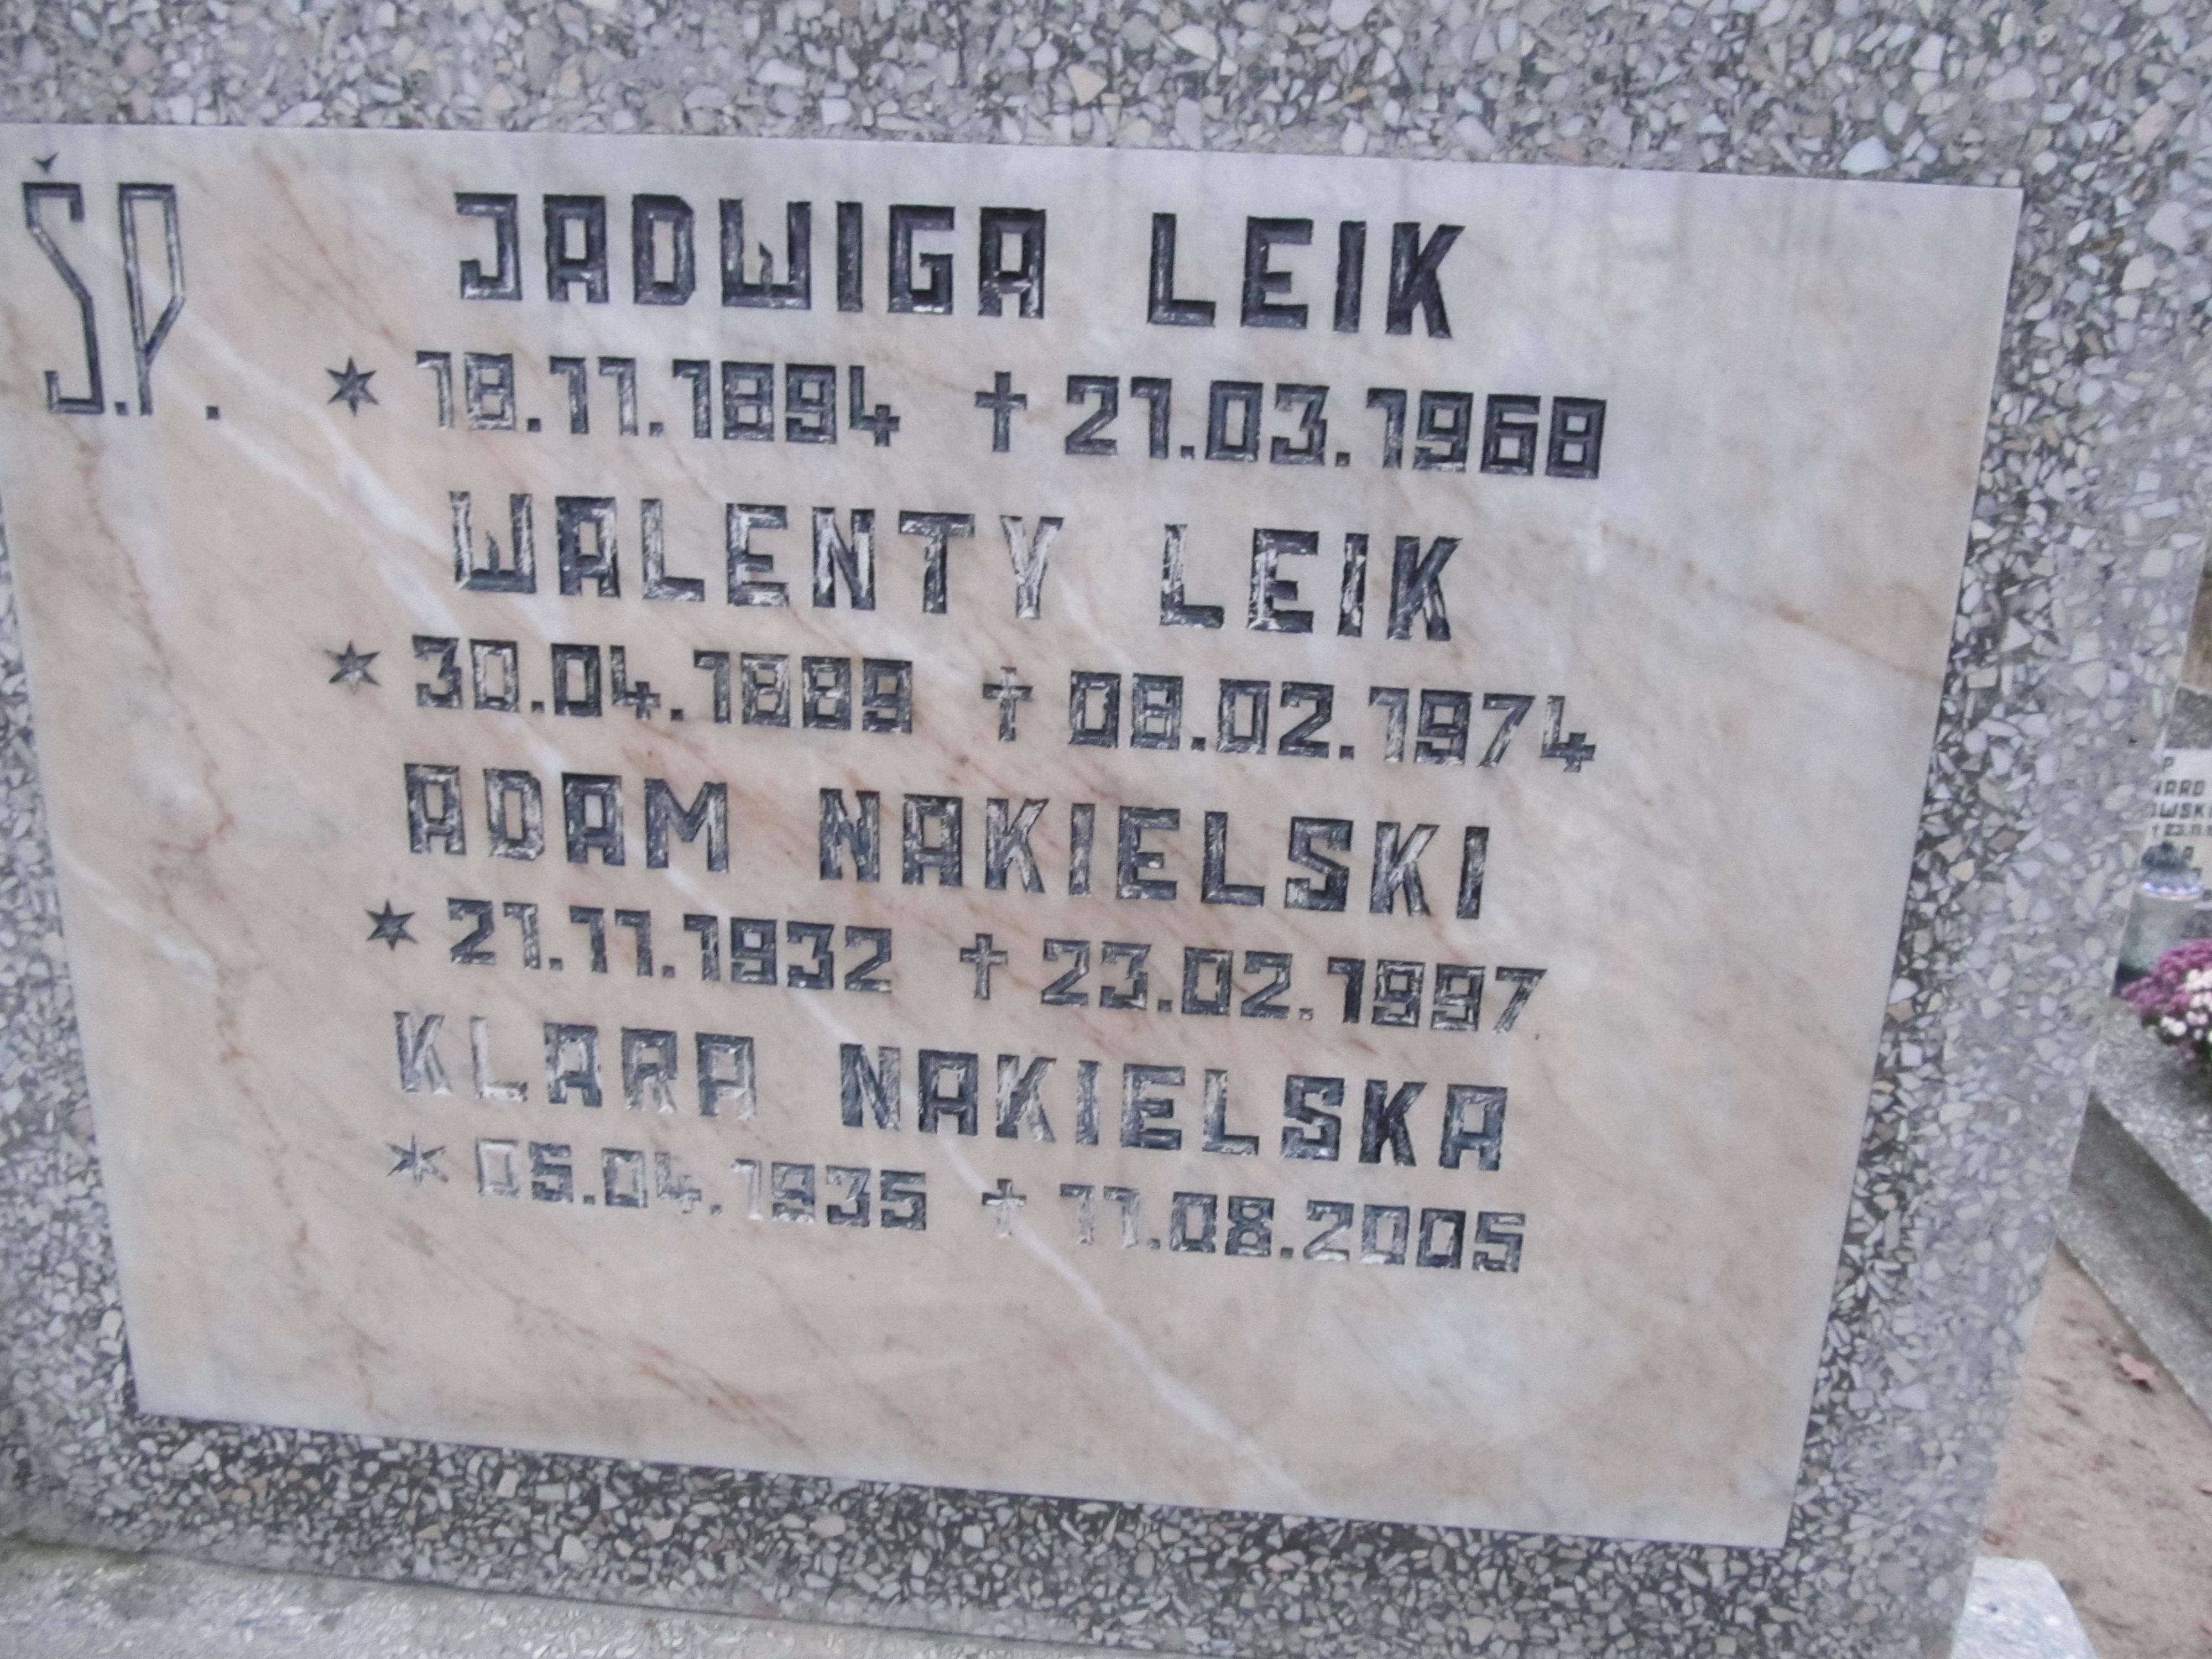 Ś.P.
JADWIGA LEIK
* 18.11.1894 † 21.03.1968
WALENTY LEIK
* 30.04.1889 † 08.02.1974
ADAM NAKIELSKI
* 21.11.1932 † 23.02.1997
KLARA NAKIELSKA
* 05.04.1935 † 11.08.2005